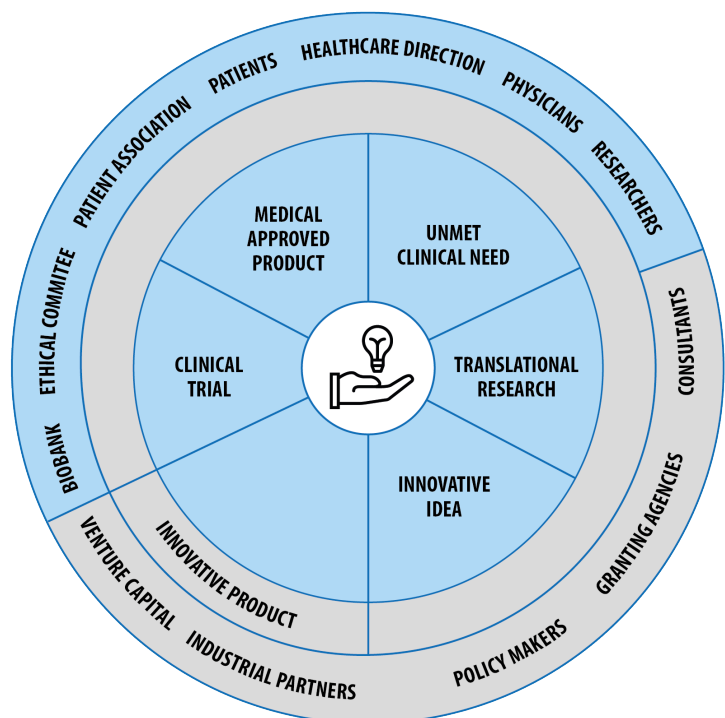 HEALTHCARE DIRECTION
PHYSICIANS
RESEARCHERS
CONSULTANTS
GRANTING AGENCIES
POLICY MAKERS
INDUSTRIAL PARTNERS
VENTURE CAPITAL
BIOBANK
ETHICAL COMMITEE
PATIENT ASSOCIATION
PATIENTS
UNMET
CLINICAL NEED
TRANSLATIONAL
RESEARCH
INNOVATIVE
IDEA
INNOVATIVE PRODUCT
CLINICAL
TRIAL
MEDICAL
APPROVED
PRODUCT